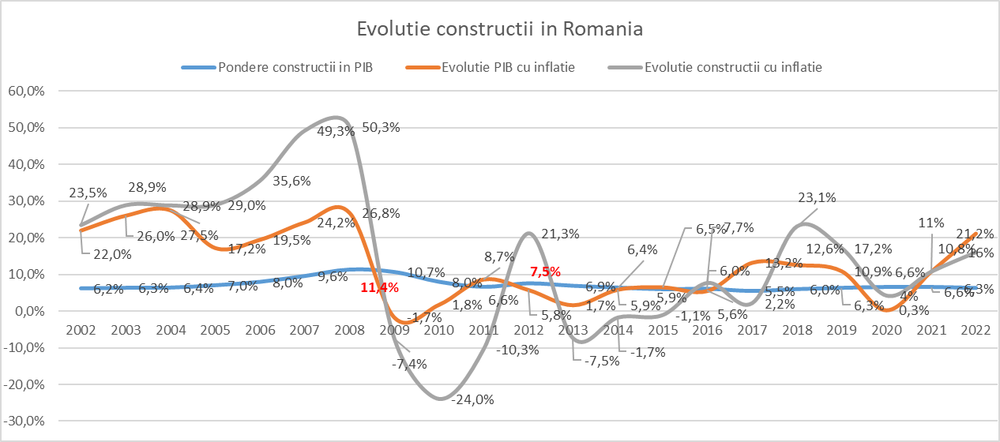 Evolutie constructii in Romania
Pondere constructii in PIB Evolutie PIB cu inflatie Evolutie constructii cu inflatie
60,0%
50,0%
40,0%
30,0%
20,0%
10,0%
0,0%
-10,0%
-20,0%
-30,0%
2002 2003 2004 2005 2006 2007 2008 2009 2010 2011 2012 2013 2014 2015 2016 2017 2018 2019 2020 2021 2022
6,2% 6,3% 6,4% 7,0% 8,0% 9,6% 11,4% 10,7% 8,0% 6,6% 7,5% 6,9% 6,4% 5,9% 6,0% 5,5% 6,0% 6,3% 6,6% 6,6% 6,3%
22,0% 26,0% 27,5% 17,2% 19,5% 24,2% 26,8% -1,7% 1,8% 8,7% 5,8% 1,7% 5,9% 6,5% 5,6% 13,2% 12,6% 10,9% 0,3% 10,8% 21,2%
23,5% 28,9% 28,9% 29,0% 35,6% 49,3% 50,3% -7,4% -24,0% -10,3% 21,3% -7,5% -1,7% -1,1% 7,7% 2,2% 23,1% 17,2% 4% 11% 16%